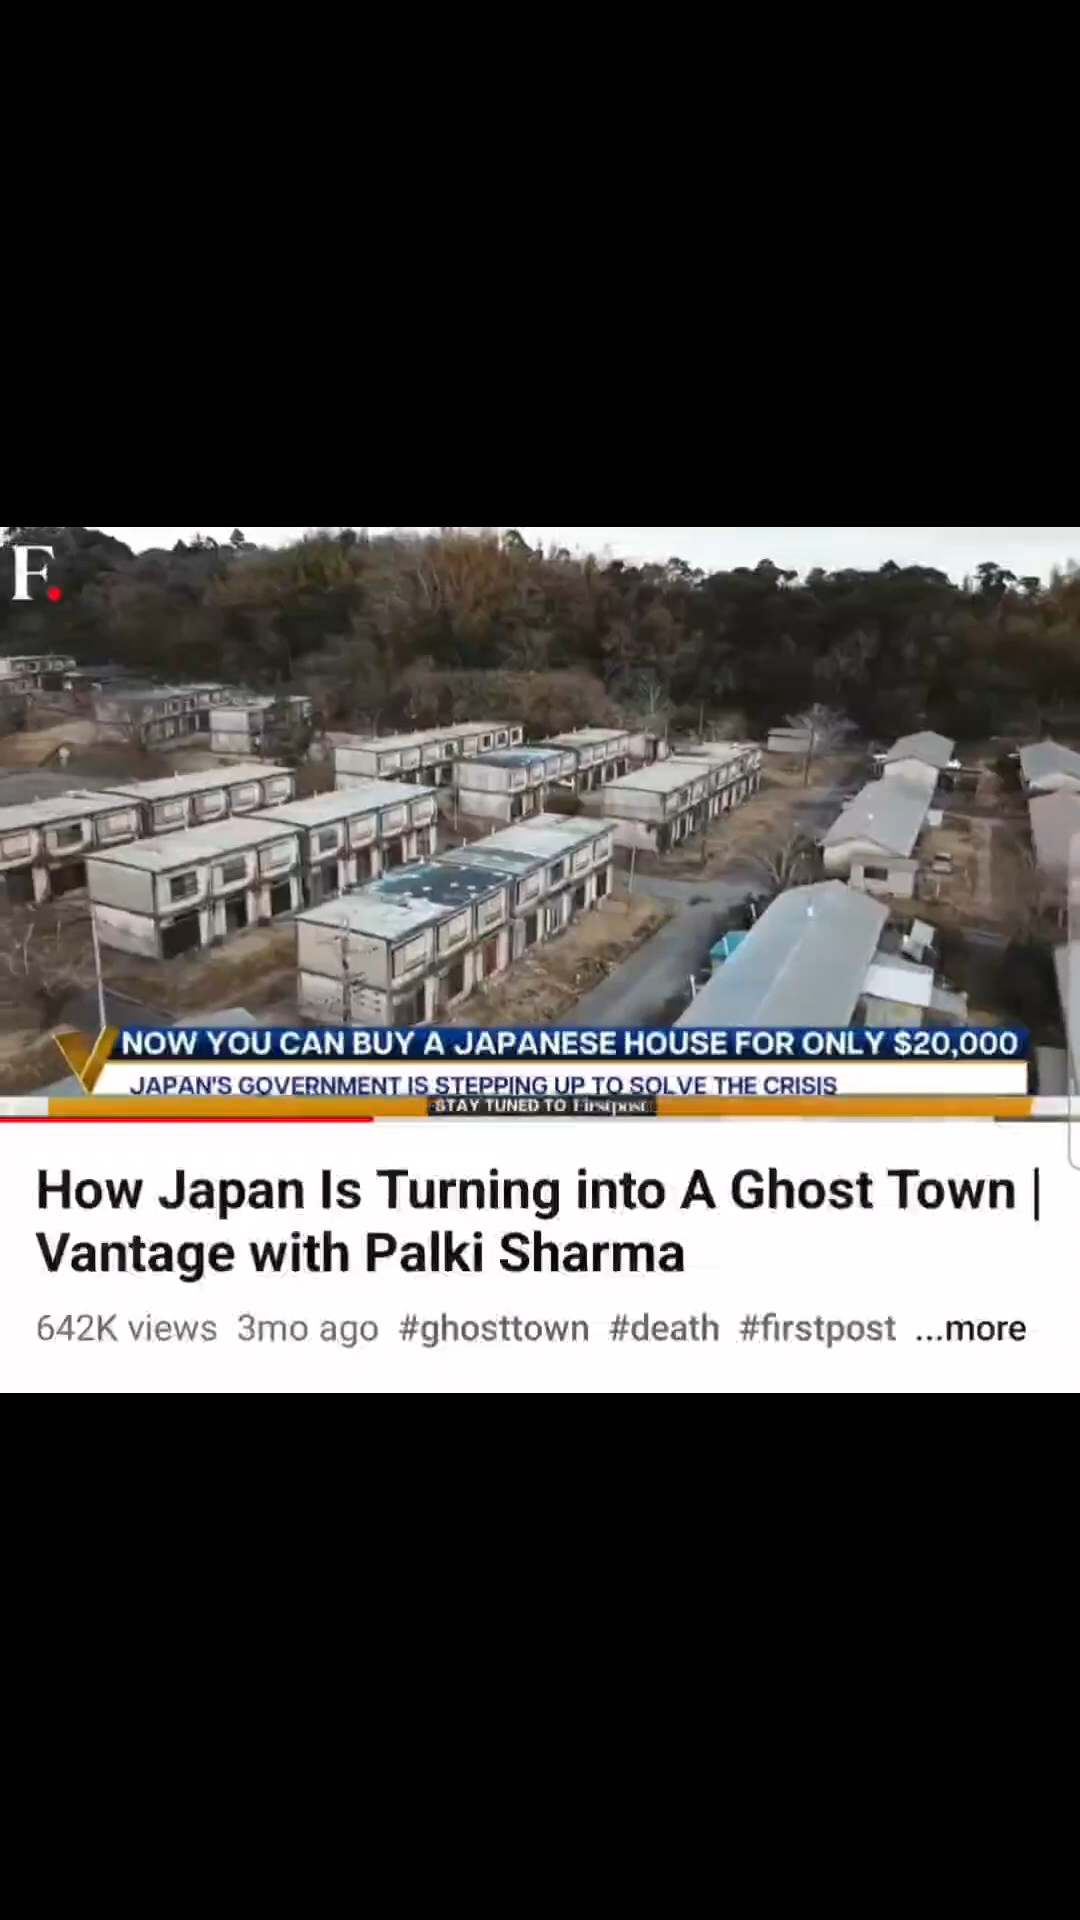 F.
NOW YOU CAN BUY A JAPANESE HOUSE FOR ONLY $20,000
JAPAN'S GOVERNMENT IS STEPPING UP TO SOLVE THE CRISIS
STAY TUNED TO Firstpost
How Japan Is Turning into A Ghost Town |
Vantage with Palki Sharma
642K views 3mo ago #ghosttown #death #firstpost ...more